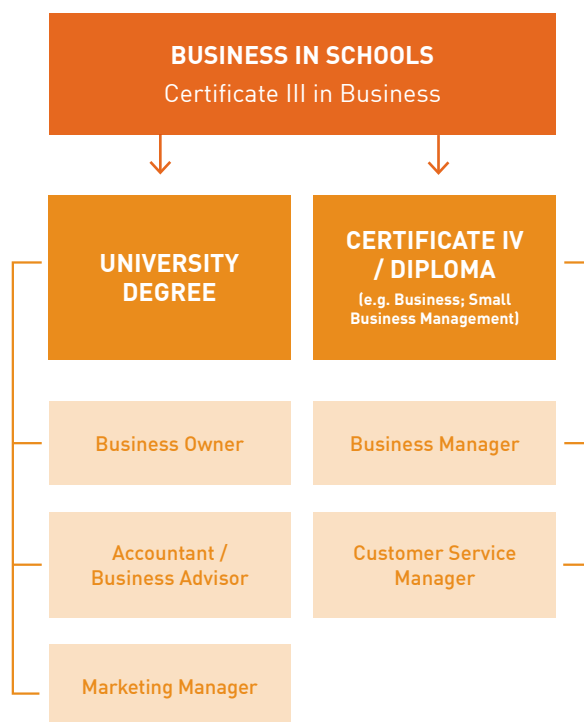 BUSINESS IN SCHOOLS
Certificate III in Business
UNIVERSITY
DEGREE
CERTIFICATE IV
/ DIPLOMA
(e.g. Business; Small
Business Management)
Business Owner
Business Manager
Accountant /
Business Advisor
Customer Service
Manager
Marketing Manager